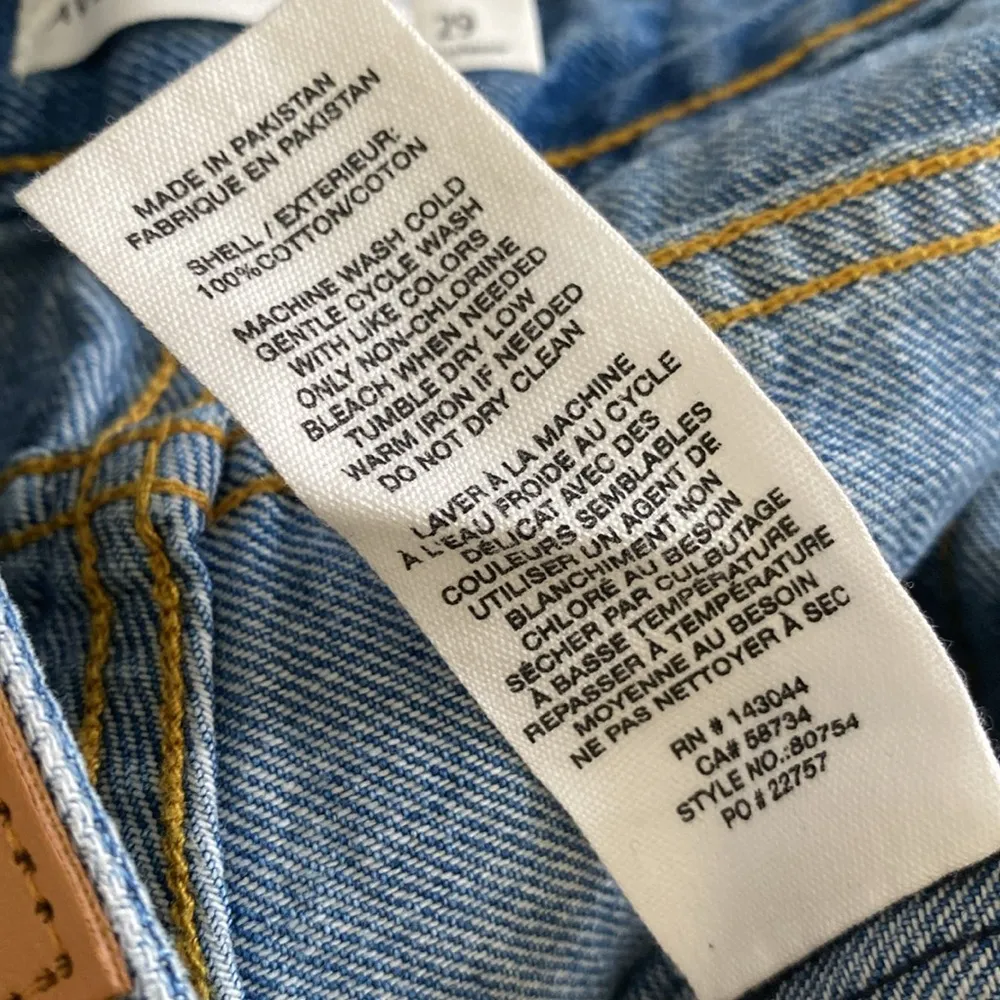 29
MADE IN PAKISTAN
FABRIQUE EN PAKISTAN
SHELL / EXTERIEUR:
100%COTTON/COTON
MACHINE WASH COLD
GENTLE CYCLE WASH
WITH LIKE COLORS
ONLY NON-CHLORINE
BLEACH WHEN NEEDED
TUMBLE DRY LOW
WARM IRON IF NEEDED
DO NOT DRY CLEAN
LAVER À LA MACHINE
À L'EAU FROIDE AU CYCLE
DÉLICAT AVEC DES
COULEURS SEMBLABLES
UTILISER UN AGENT DE
BLANCHIMENT NON
CHLORÉ AU BESOIN
SÉCHER PAR CULBUTAGE
À BASSE TEMPÉRATURE
REPASSER À TEMPÉRATURE
MOYENNE AU BESOIN
NE PAS NETTOYER À SEC
RN # 143044
CA# 58734
STYLE NO.:80754
PO # 22757